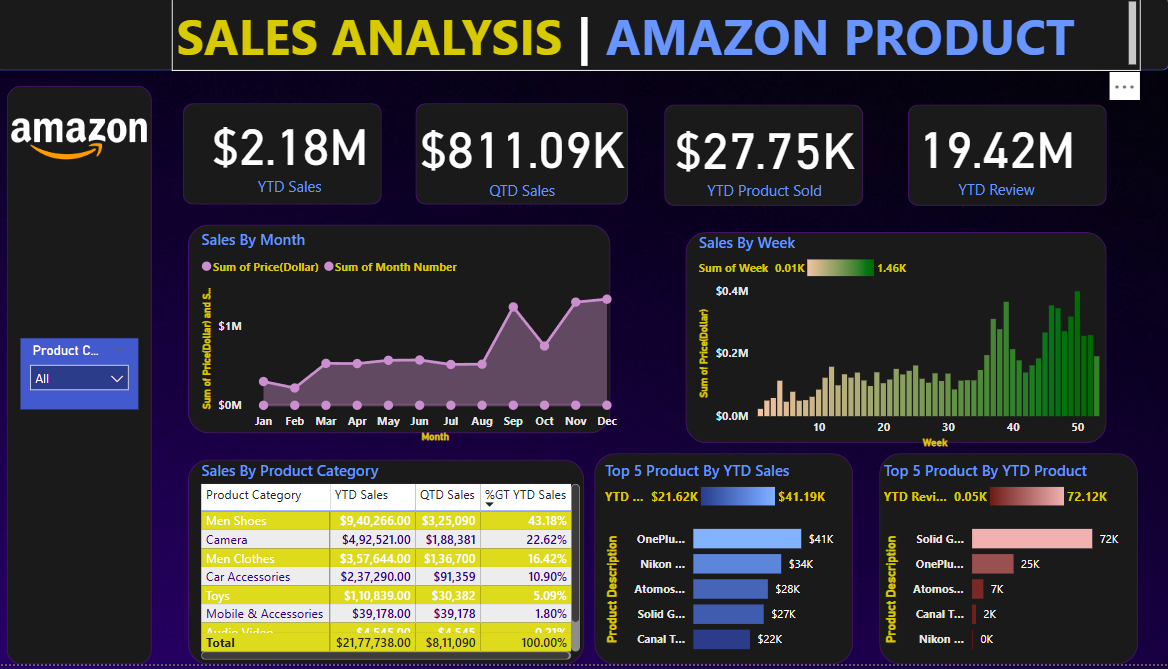 SALES ANALYSIS | AMAZON PRODUCT
amazon
Product C...
All
$2.18M
YTD Sales
$811.09K
QTD Sales
$27.75K
YTD Product Sold
19.42M
YTD Review
Sales By Month
Sum of Price(Dollar) Sum of Month Number
Sum of Price(Dollar) and S...
$1M
$0M
Jan Feb Mar Apr May Jun Jul Aug Sep Oct Nov Dec
Month
Sales By Week
Sum of Week 0.01K 1.46K
Sum of Price(Dollar)
$0.4M
$0.2M
$0.0M
10 20 30 40 50
Week
Sales By Product Category
Product Category YTD Sales QTD Sales %GT YTD Sales
Men Shoes $9,40,266.00 $3,25,090 43.18%
Camera $4,92,521.00 $1,88,381 22.62%
Men Clothes $3,57,644.00 $1,36,700 16.42%
Car Accessories $2,37,290.00 $91,359 10.90%
Toys $1,10,839.00 $30,382 5.09%
Mobile & Accessories $39,178.00 $39,178 1.80%
Audio Video $4,545.00 $4,545 0.21%
Total $21,77,738.00 $8,11,090 100.00%
Top 5 Product By YTD Sales
YTD ... $21.62K $41.19K
Product Description
OnePlu... $41K
Nikon ... $34K
Atomos... $28K
Solid G... $27K
Canal T... $22K
Top 5 Product By YTD Product
YTD Revi... 0.05K 72.12K
Product Description
Solid G... 72K
OnePlu... 25K
Atomos... 7K
Canal T... 2K
Nikon ... 0K